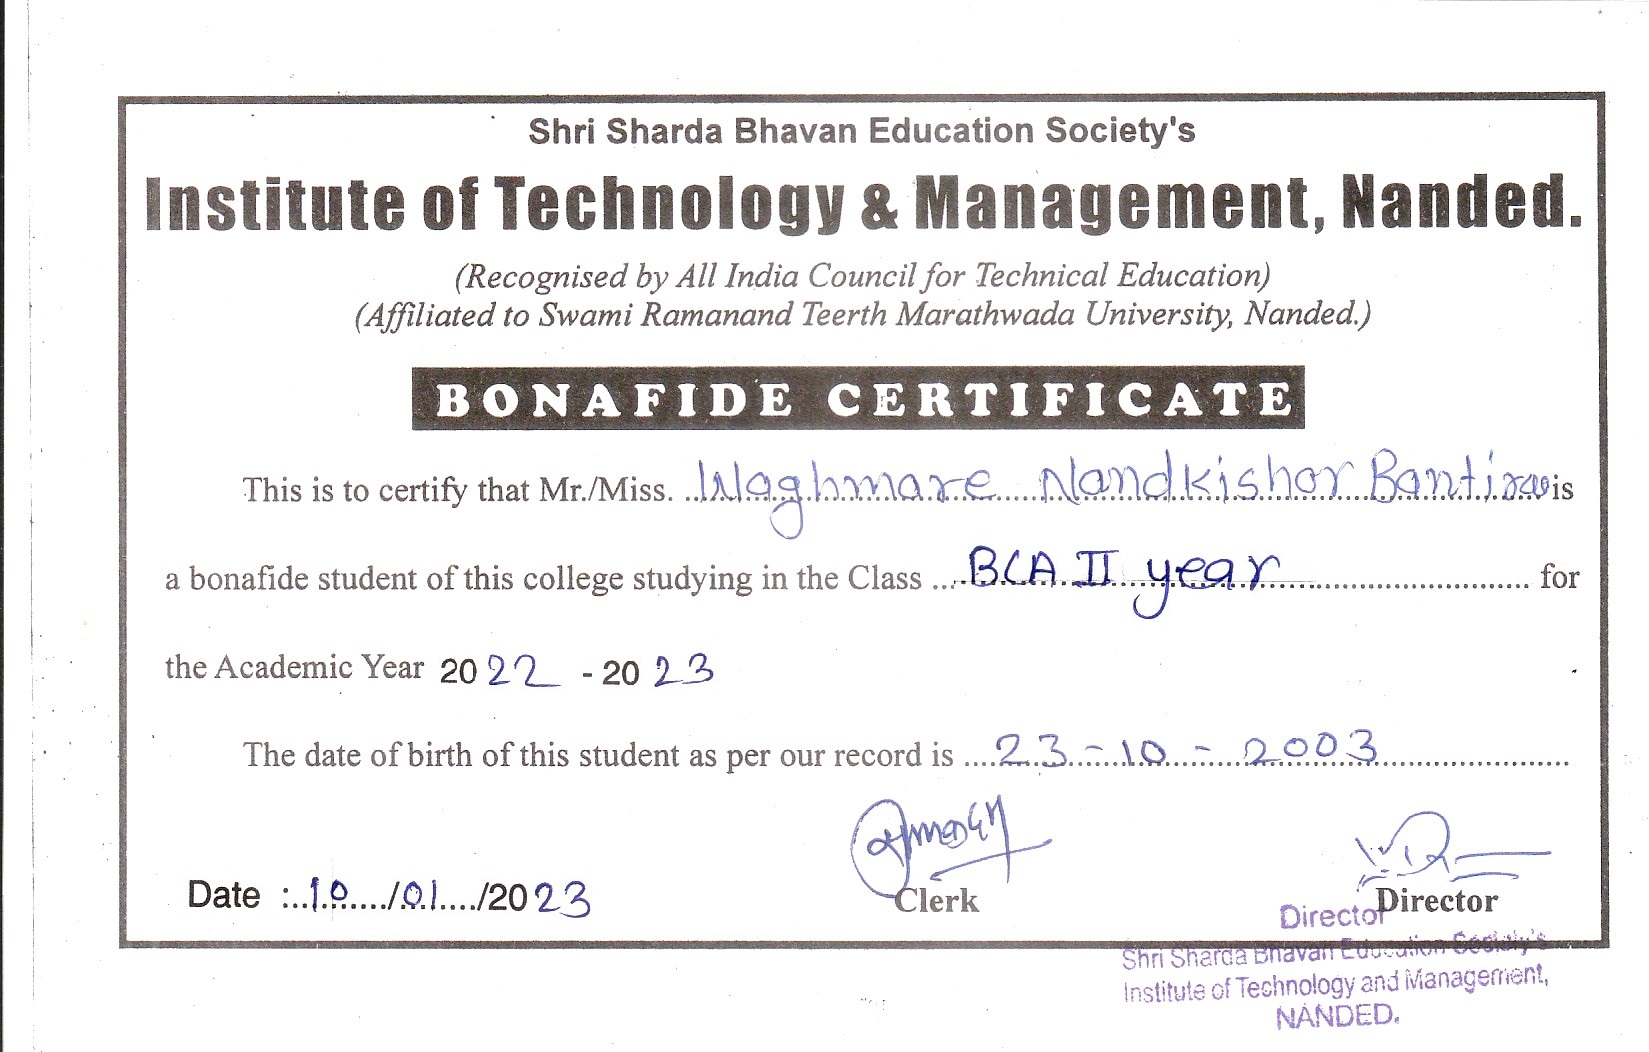 Shri Sharda Bhavan Education Society's
Institute of Technology & Management, Nanded.
(Recognised by All India Council for Technical Education)
(Affiliated to Swami Ramanand Teerth Marathwada University, Nanded.)
BONAFIDE CERTIFICATE
This is to certify that Mr./Miss. Waghmare Nandkishor Bantirao is
a bonafide student of this college studying in the Class BCA II year for
the Academic Year 2022 - 2023
The date of birth of this student as per our record is 23 - 10 - 2003
Date : 10/01/2023
Clerk
Director
Director
Shri Sharda Bhavan Education Society's
Institute of Technology and Management,
NANDED.